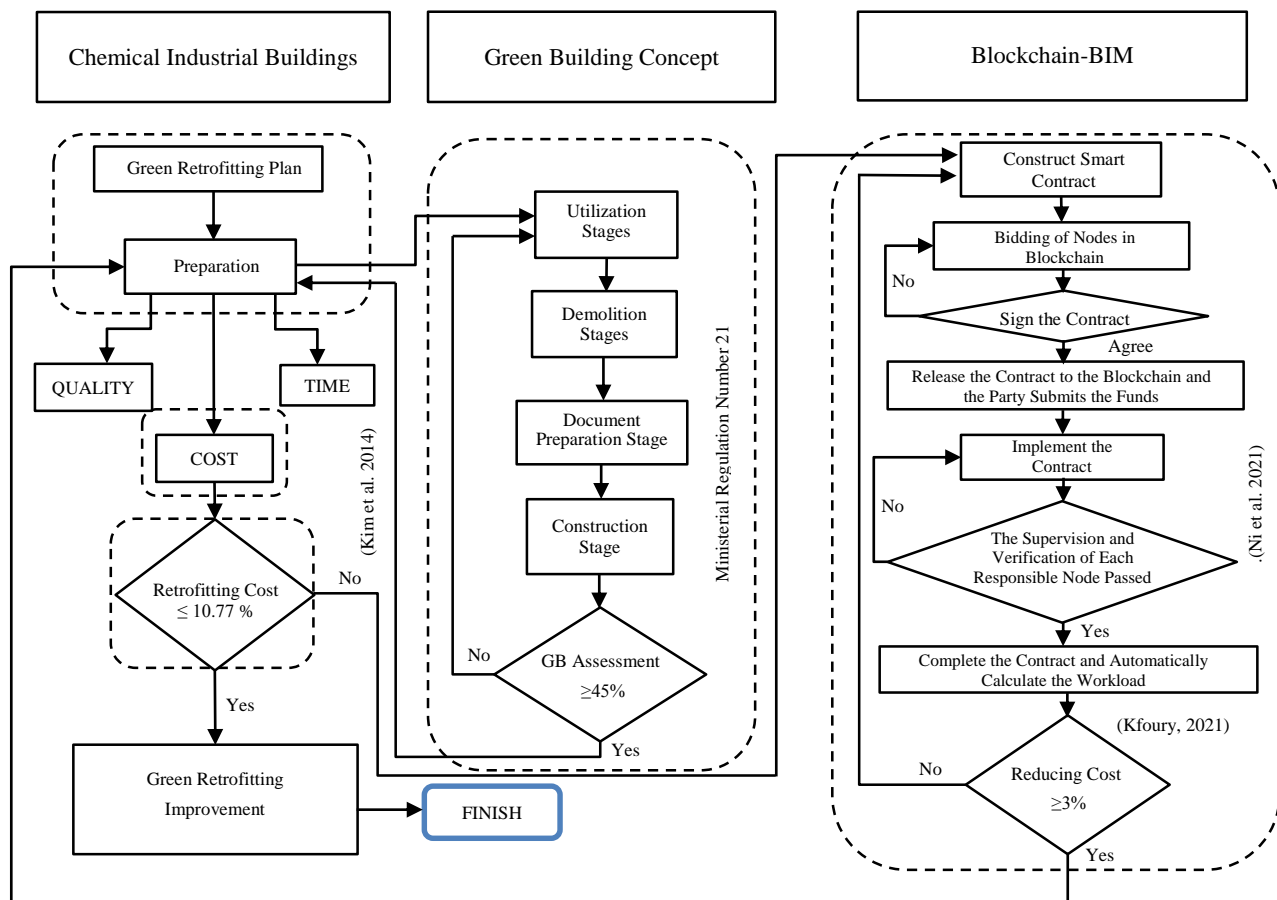 Chemical Industrial Buildings
Green Building Concept
Blockchain-BIM
Green Retrofitting Plan
Preparation
QUALITY
TIME
COST
(Kim et al. 2014)
Retrofitting Cost
≤ 10.77 %
No
Yes
Green Retrofitting
Improvement
FINISH
Utilization
Stages
Demolition
Stages
Document
Preparation Stage
Construction
Stage
GB Assessment
≥45%
No
Yes
Ministerial Regulation Number 21
Construct Smart
Contract
Bidding of Nodes in
Blockchain
No
Sign the Contract
Agree
Release the Contract to the Blockchain and
the Party Submits the Funds
Implement the
Contract
No
The Supervision and
Verification of Each
Responsible Node Passed
.(Ni et al. 2021)
Yes
Complete the Contract and Automatically
Calculate the Workload
(Kfoury, 2021)
No
Reducing Cost
≥3%
Yes